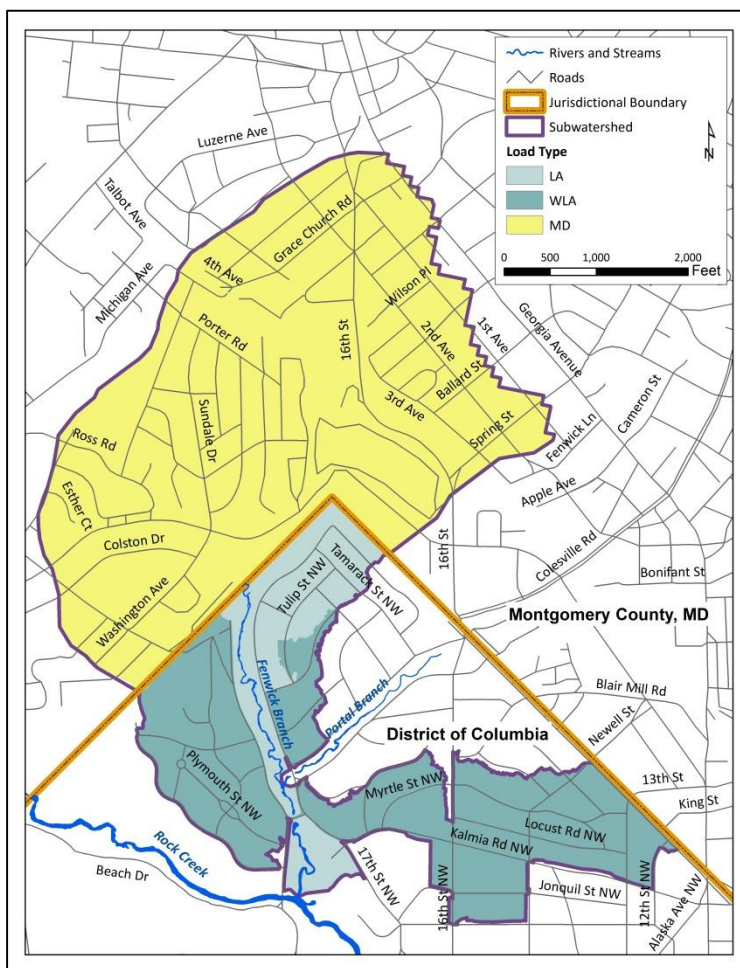 Rivers and Streams
Roads
Jurisdictional Boundary
Subwatershed
Load Type
LA
WLA
MD
N
0 500 1,000 2,000
Feet
Luzerne Ave
Talbot Ave
Grace Church Rd
4th Ave
Michigan Ave
Wilson Pl
Porter Rd
16th St
2nd Ave
1st Ave
Georgia Avenue
Ballard St
Cameron St
3rd Ave
Sundale Dr
Spring St
Fenwick Ln
Ross Rd
Apple Ave
Esther Ct
Colston Dr
16th St
Colesville Rd
Tamarack St NW
Tulip St NW
Bonifant St
Washington Ave
Montgomery County, MD
Fenwick Branch
Portal Branch
Blair Mill Rd
Newell St
District of Columbia
Plymouth St NW
Myrtle St NW
13th St
King St
Locust Rd NW
Kalmia Rd NW
Rock Creek
Beach Dr
17th St NW
16th St NW
Jonquil St NW
12th St NW
Alaska Ave NW